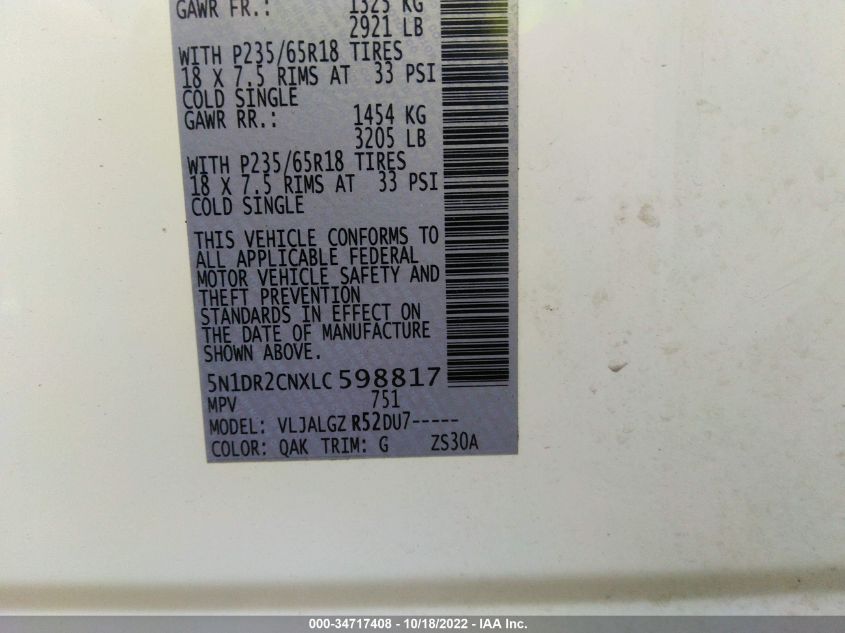 GAWR FR.: 1325 KG
2921 LB
WITH P235/65R18 TIRES
18 X 7.5 RIMS AT 33 PSI
COLD SINGLE
GAWR RR.: 1454 KG
3205 LB
WITH P235/65R18 TIRES
18 X 7.5 RIMS AT 33 PSI
COLD SINGLE
THIS VEHICLE CONFORMS TO
ALL APPLICABLE FEDERAL
MOTOR VEHICLE SAFETY AND
THEFT PREVENTION
STANDARDS IN EFFECT ON
THE DATE OF MANUFACTURE
SHOWN ABOVE.
5N1DR2CNXLC598817
MPV 751
MODEL: VLJALGZ R52DU7-----
COLOR: QAK TRIM: G ZS30A
000-34717408 - 10/18/2022 - IAA Inc.